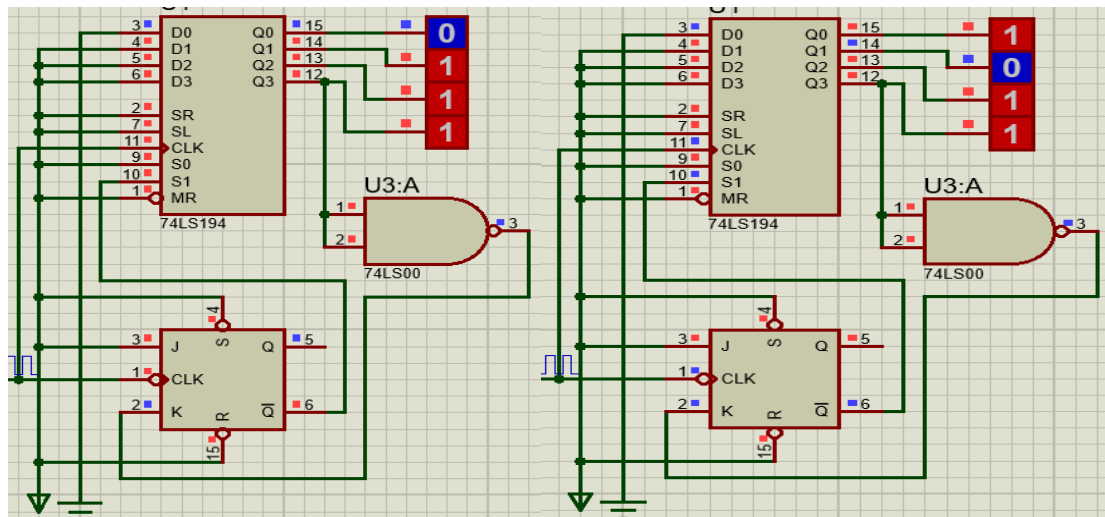 U1
3 D0 Q0 15 0
4 D1 Q1 14 1
5 D2 Q2 13 1
6 D3 Q3 12 1
2 SR
7 SL
11 CLK
9 S0
10 S1
1 MR
74LS194
U3:A
1
2
3
74LS00
4
3 J S Q 5
1 CLK
2 K R Q̅ 6
15
U1
3 D0 Q0 15 1
4 D1 Q1 14 0
5 D2 Q2 13 1
6 D3 Q3 12 1
2 SR
7 SL
11 CLK
9 S0
10 S1
1 MR
74LS194
U3:A
1
2
3
74LS00
4
3 J S Q 5
1 CLK
2 K R Q̅ 6
15